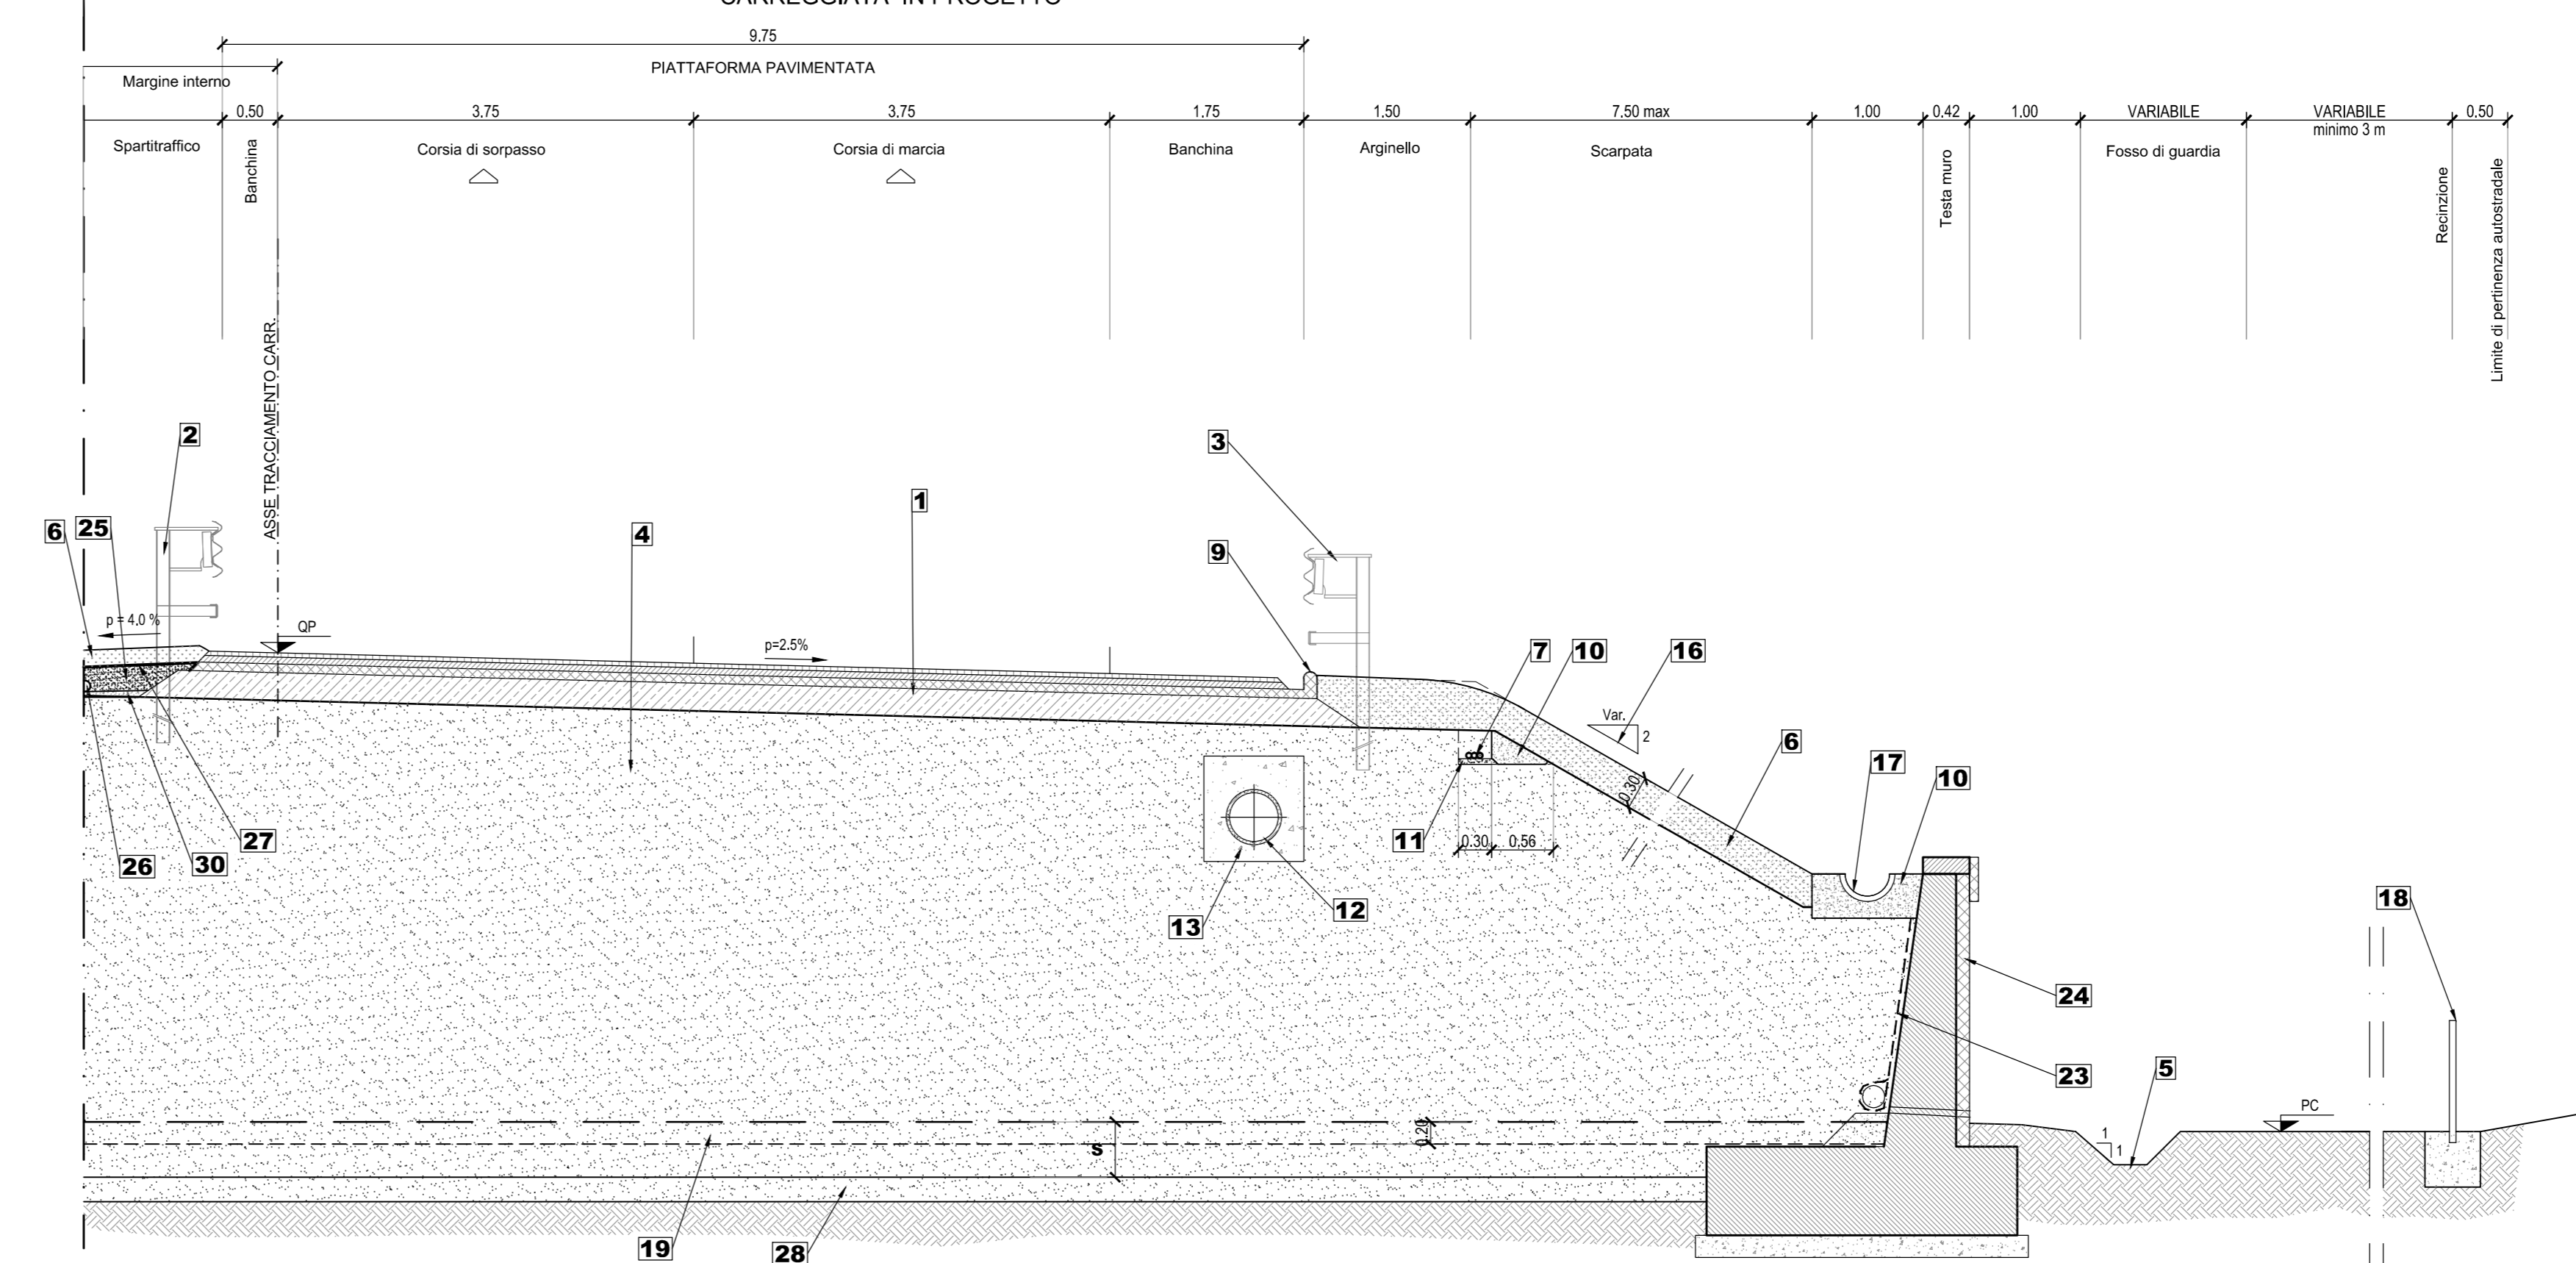 CARREGGIATA IN PROGETTO
9.75
PIATTAFORMA PAVIMENTATA
Margine interno
0.50
3.75
3.75
1.75
1.50
7.50 max
1.00
0.42
1.00
VARIABILE
VARIABILE
minimo 3 m
0.50
Spartitraffico
Banchina
Corsia di sorpasso
Corsia di marcia
Banchina
Arginello
Scarpata
Testa muro
Fosso di guardia
Recinzione
Limite di pertinenza autostradale
ASSE TRACCIAMENTO CARR.
2
3
1
6
25
4
9
p = 4.0 %
QP
p=2.5%
7
10
16
Var.
2
6
17
10
0.30
11
0.30
0.56
27
26
30
13
12
18
24
23
5
PC
1
1
0.20
s
19
28